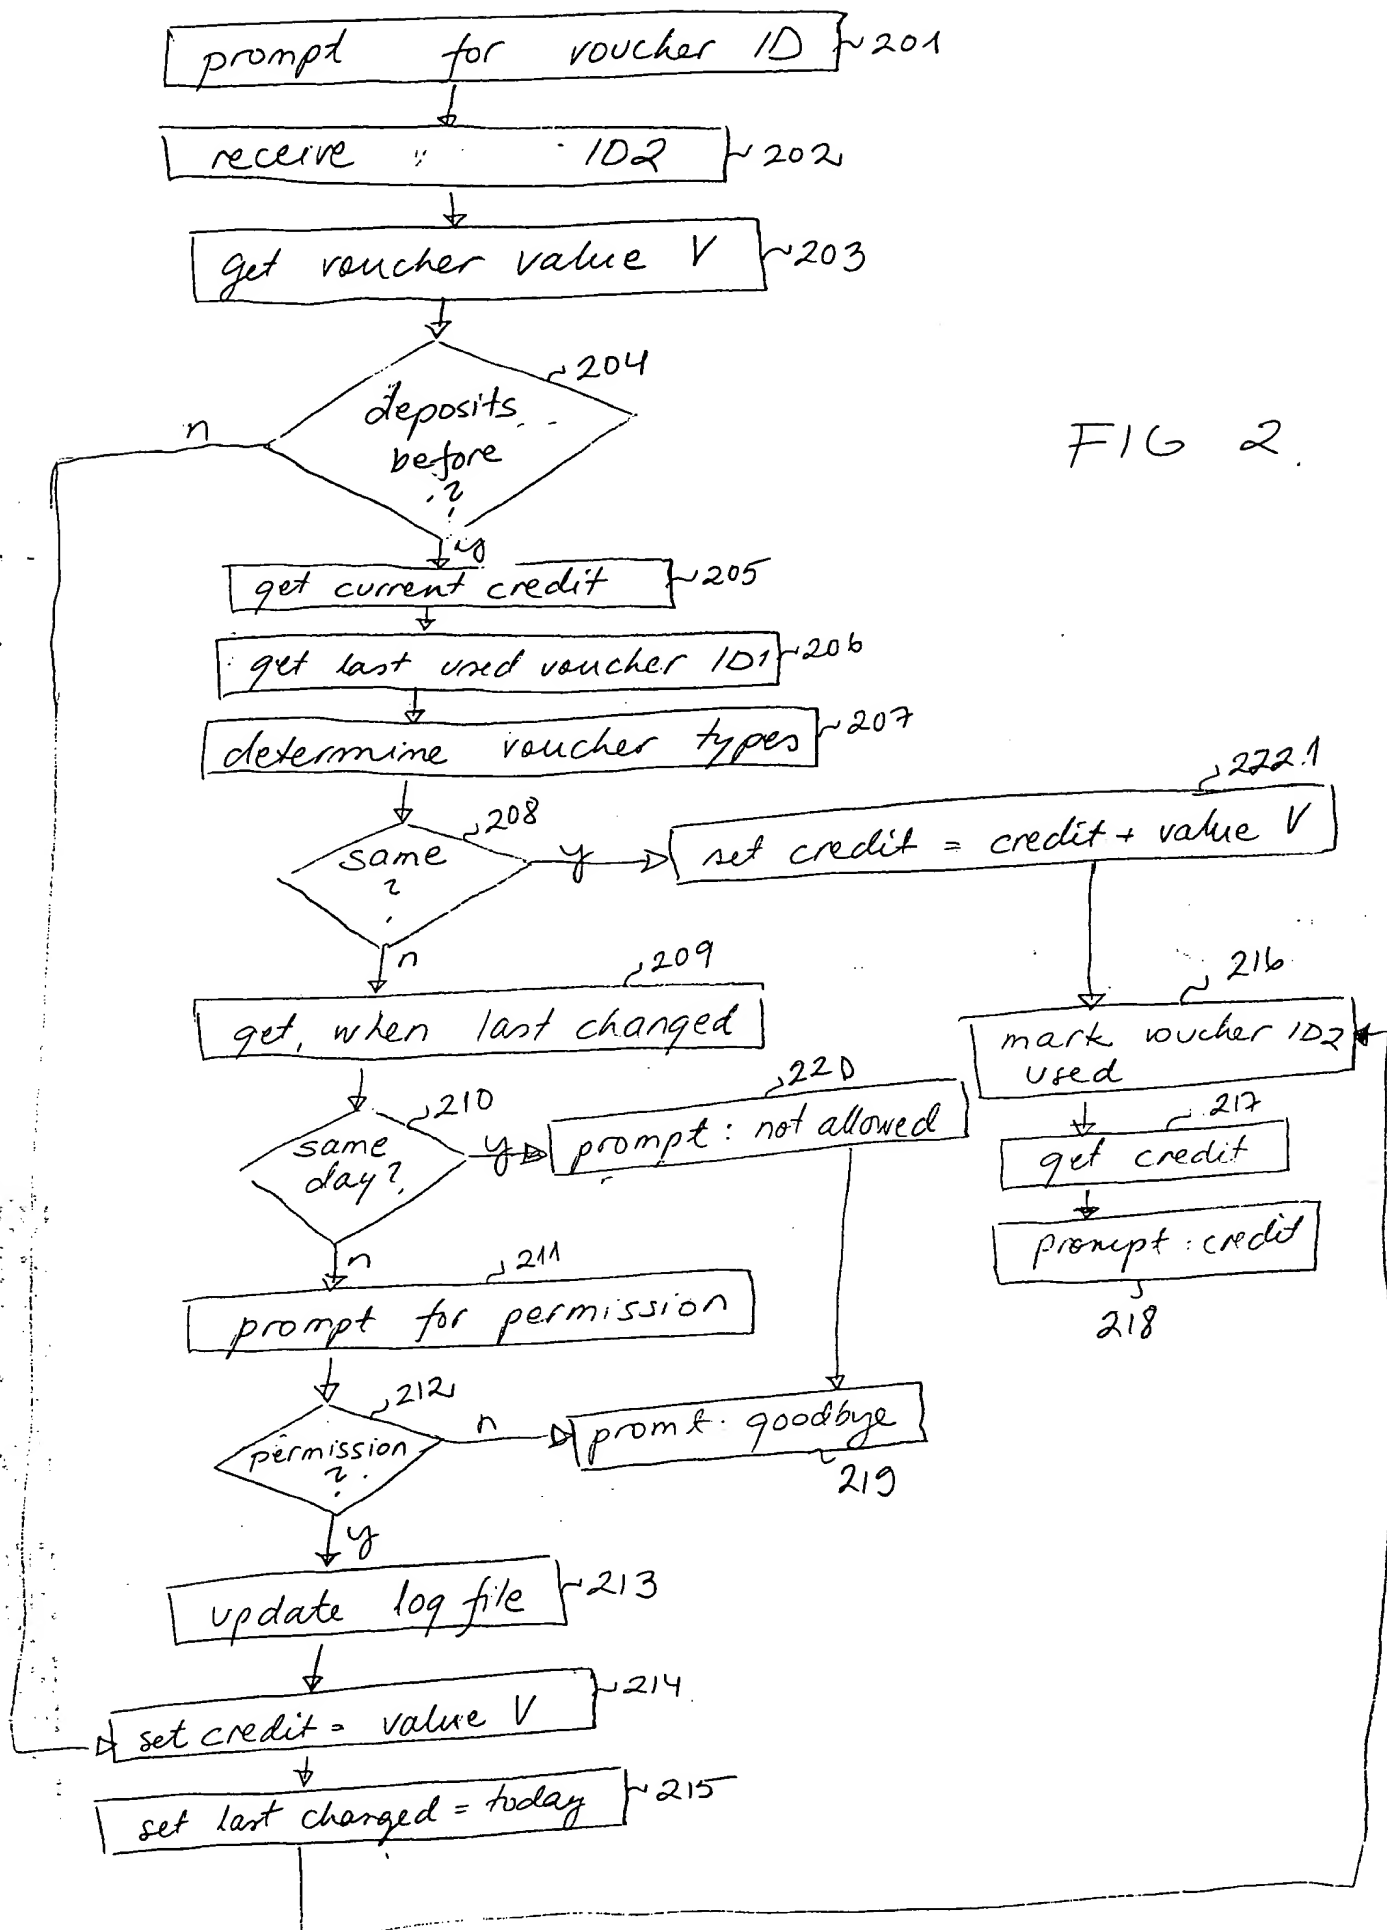 prompt for voucher ID 201
receive " ID2 202
get voucher value V 203
204
deposits
before
?
n
FIG 2.
y
get current credit 205
get last used voucher ID1 206
determine voucher types 207
222.1
208
same
?
y
set credit = credit + value V
n
209
get, when last changed
216
mark voucher ID2
used
220
210
same
day?
y
prompt: not allowed
217
get credit
n
211
prompt for permission
prompt: credit
218
212
permission
?
n
promt: goodbye
219
y
update log file 213
set credit = value V 214
set last changed = today 215